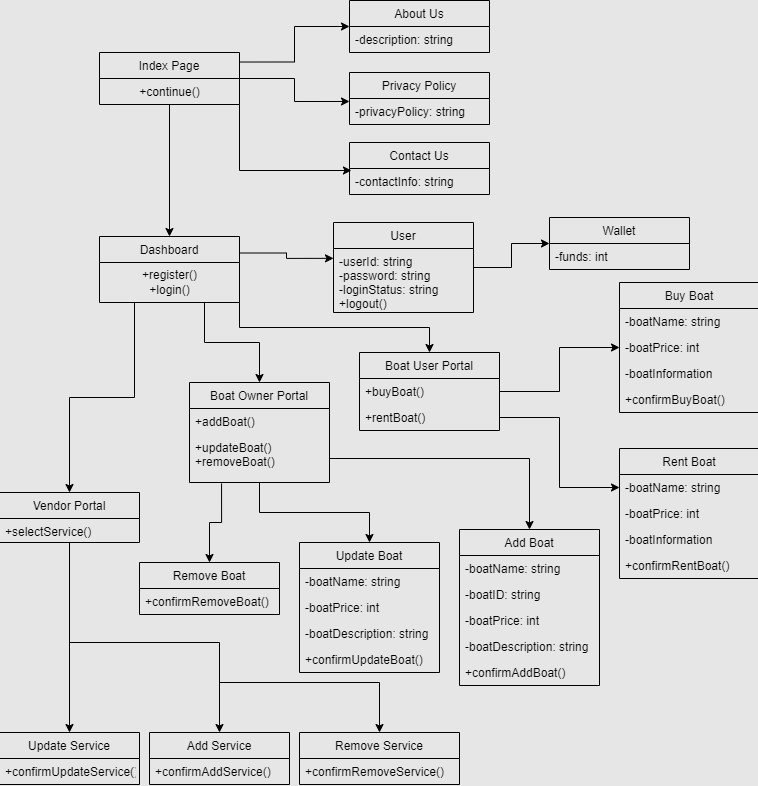 About Us
-description: string
Index Page
+continue()
Privacy Policy
-privacyPolicy: string
Contact Us
-contactInfo: string
Dashboard
+register()
+login()
User
-userId: string
-password: string
-loginStatus: string
+logout()
Wallet
-funds: int
Buy Boat
-boatName: string
-boatPrice: int
-boatInformation
+confirmBuyBoat()
Boat User Portal
+buyBoat()
+rentBoat()
Boat Owner Portal
+addBoat()
+updateBoat()
+removeBoat()
Rent Boat
-boatName: string
-boatPrice: int
-boatInformation
+confirmRentBoat()
Vendor Portal
+selectService()
Remove Boat
+confirmRemoveBoat()
Update Boat
-boatName: string
-boatPrice: int
-boatDescription: string
+confirmUpdateBoat()
Add Boat
-boatName: string
-boatID: string
-boatPrice: int
-boatDescription: string
+confirmAddBoat()
Update Service
+confirmUpdateService(
Add Service
+confirmAddService()
Remove Service
+confirmRemoveService()